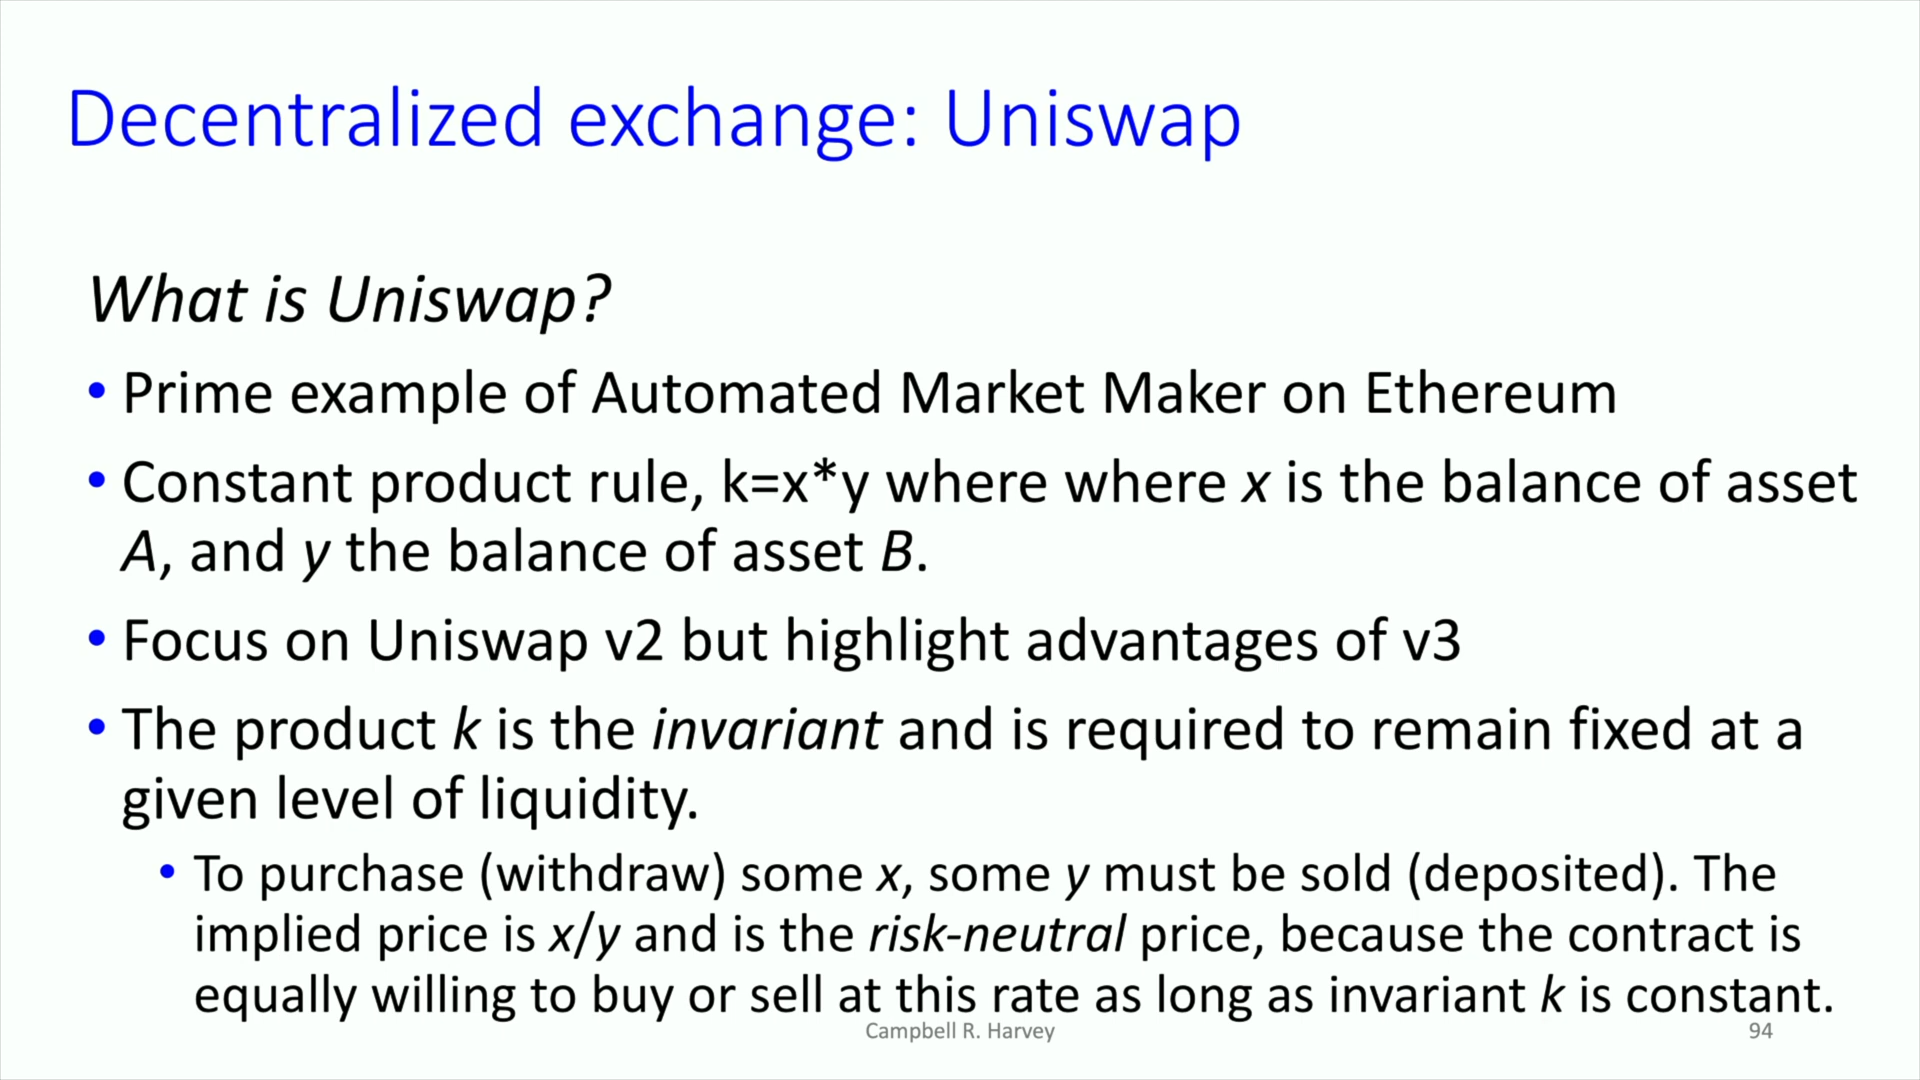 Decentralized exchange: Uniswap
What is Uniswap?
• Prime example of Automated Market Maker on Ethereum
• Constant product rule, k=x*y where where x is the balance of asset
A, and y the balance of asset B.
• Focus on Uniswap v2 but highlight advantages of v3
• The product k is the invariant and is required to remain fixed at a
given level of liquidity.
• To purchase (withdraw) some x, some y must be sold (deposited). The
implied price is x/y and is the risk-neutral price, because the contract is
equally willing to buy or sell at this rate as long as invariant k is constant.
Campbell R. Harvey
94